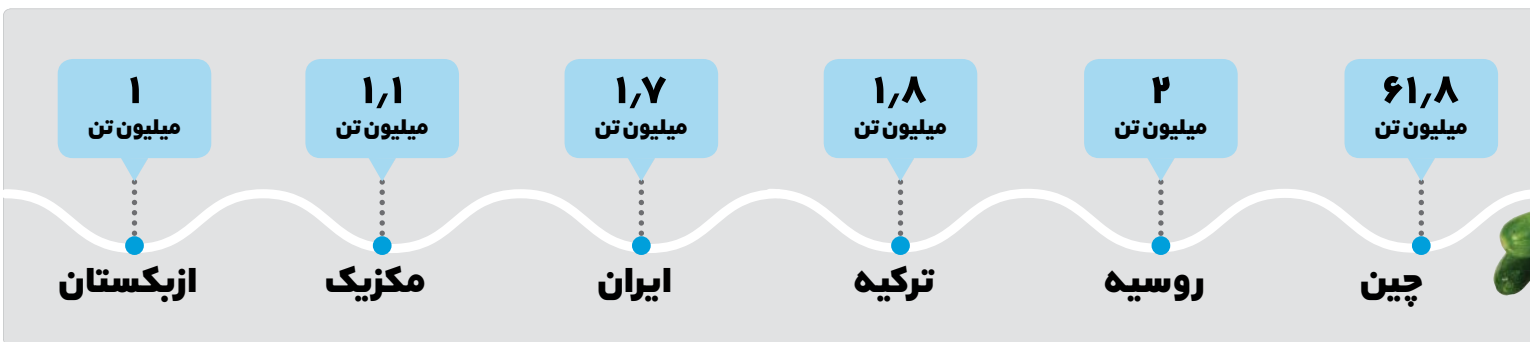 ۶۱٫۸
میلیون تن
چین
۲
میلیون تن
روسیه
۱٫۸
میلیون تن
ترکیه
۱٫۷
میلیون تن
ایران
۱٫۱
میلیون تن
مکزیک
۱
میلیون تن
ازبکستان